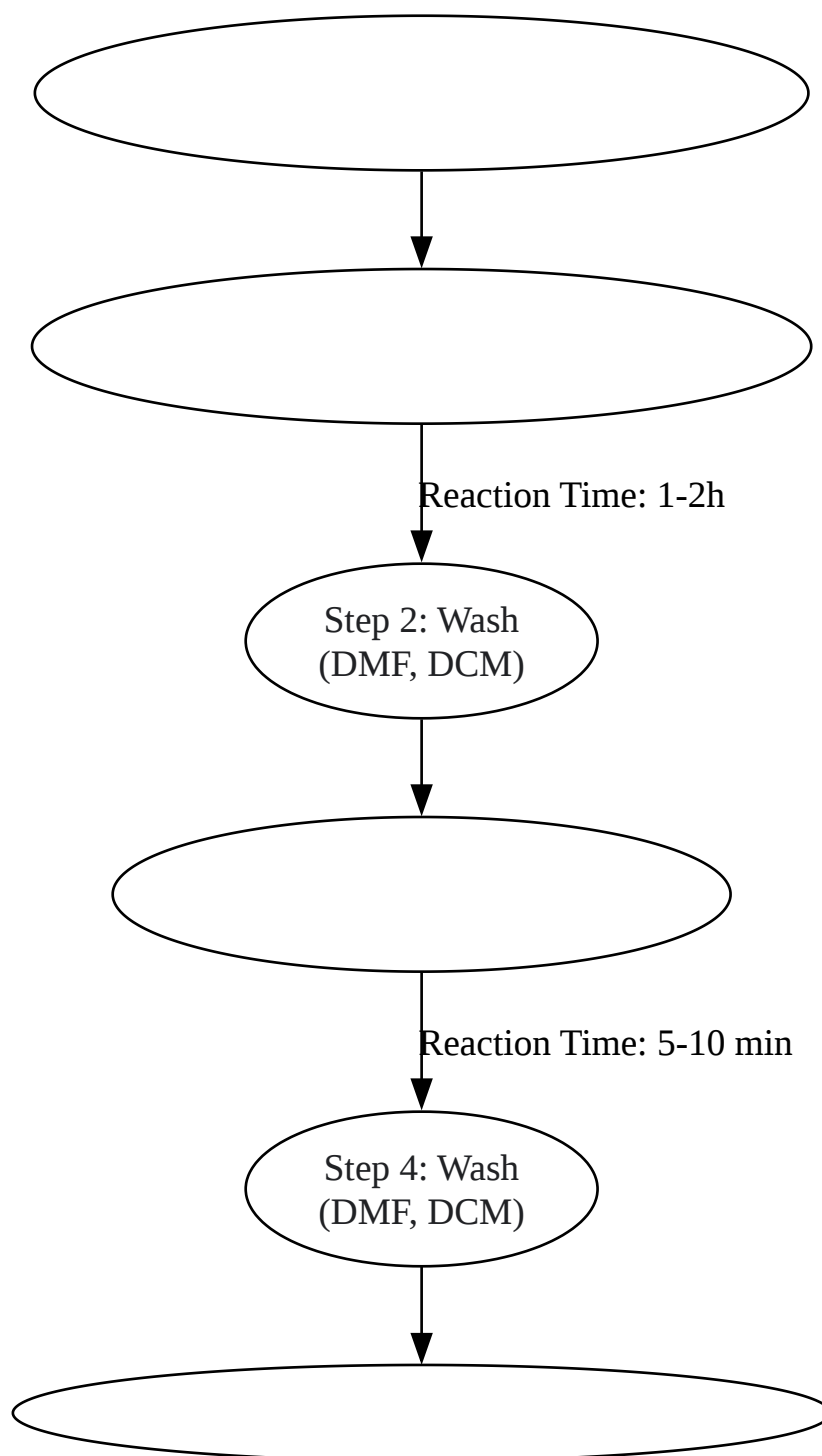 Reaction Time: 1-2h
Step 2: Wash
(DMF, DCM)
Reaction Time: 5-10 min
Step 4: Wash
(DMF, DCM)